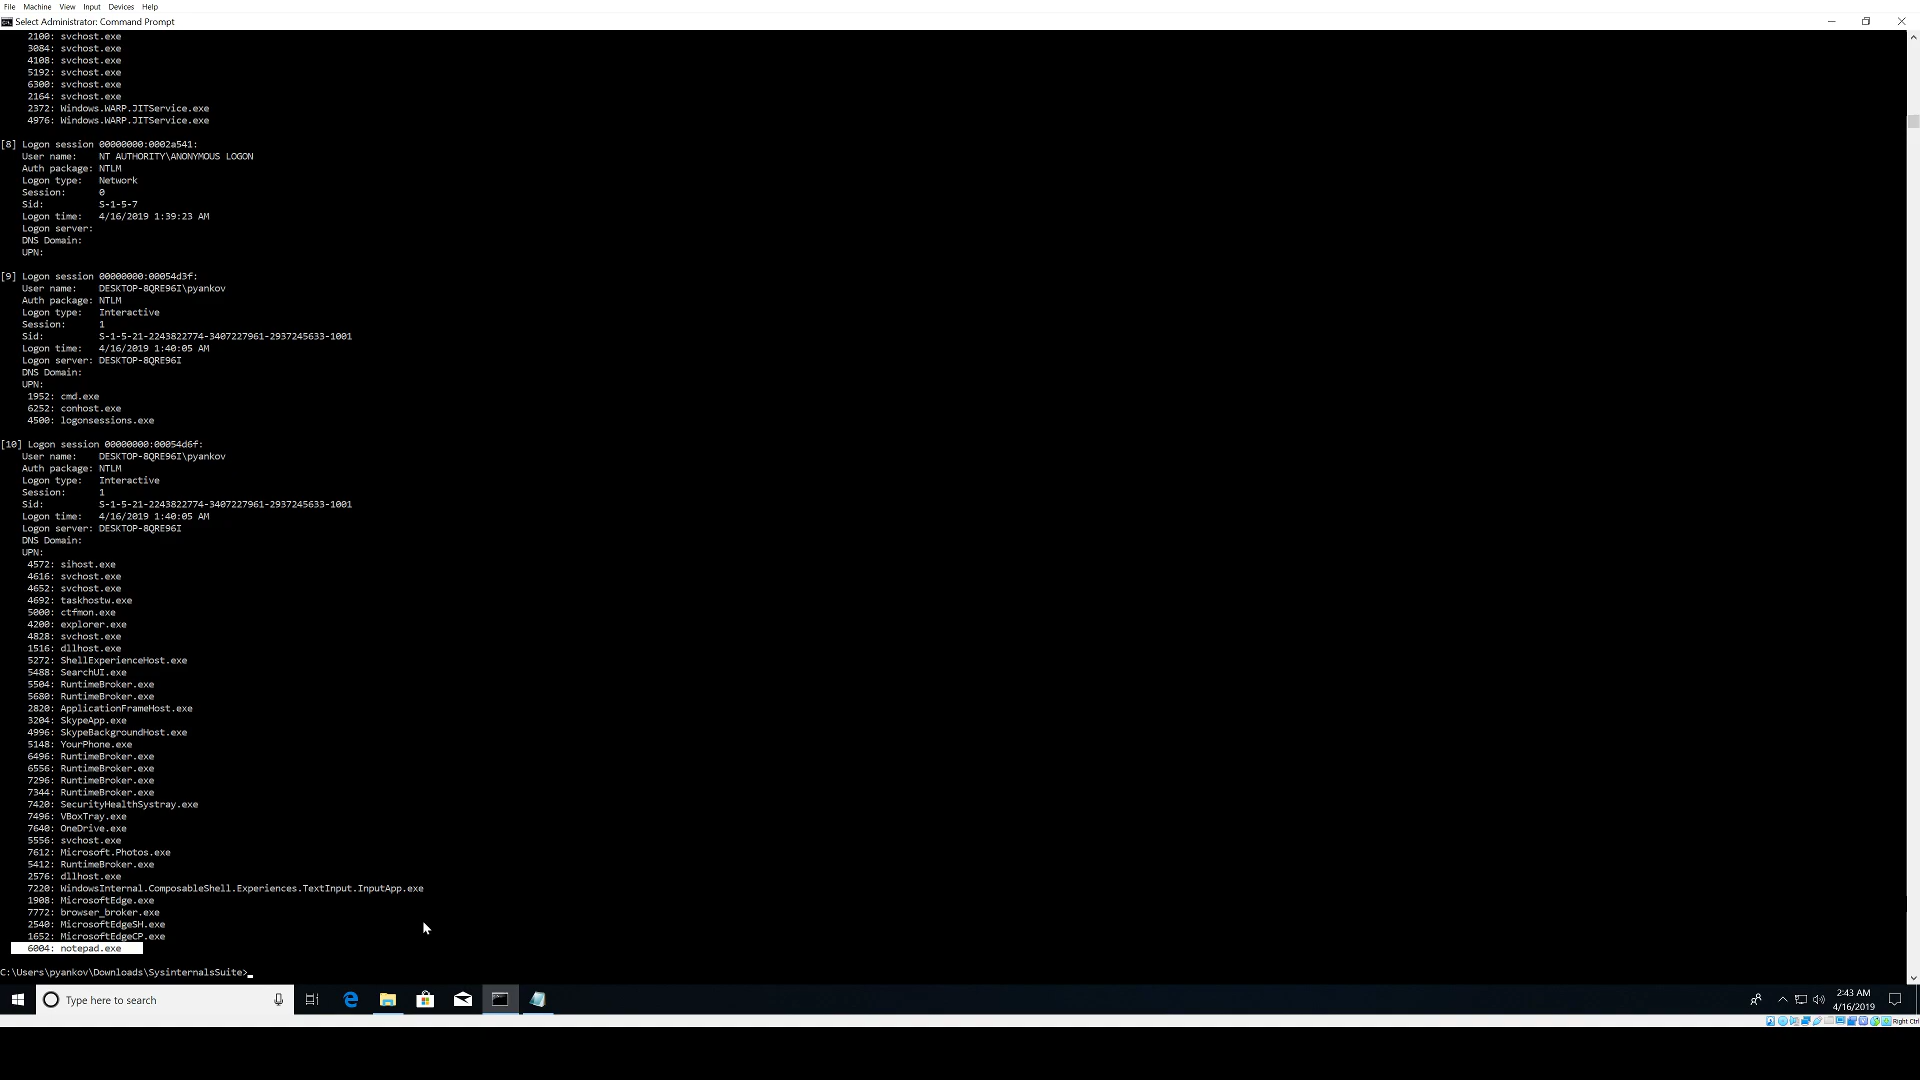 File Machine View Input Devices Help
Select Administrator: Command Prompt
2100: svchost.exe
3084: svchost.exe
4108: svchost.exe
5192: svchost.exe
6300: svchost.exe
2164: svchost.exe
2372: Windows.WARP.JITService.exe
4976: Windows.WARP.JITService.exe
[8] Logon session 00000000:0002a541:
User name: NT AUTHORITY\ANONYMOUS LOGON
Auth package: NTLM
Logon type: Network
Session: 0
Sid: S-1-5-7
Logon time: 4/16/2019 1:39:23 AM
Logon server:
DNS Domain:
UPN:
[9] Logon session 00000000:00054d3f:
User name: DESKTOP-8QRE96I\pyankov
Auth package: NTLM
Logon type: Interactive
Session: 1
Sid: S-1-5-21-2243822774-3407227961-2937245633-1001
Logon time: 4/16/2019 1:40:05 AM
Logon server: DESKTOP-8QRE96I
DNS Domain:
UPN:
1952: cmd.exe
6252: conhost.exe
4500: logonsessions.exe
[10] Logon session 00000000:00054d6f:
User name: DESKTOP-8QRE96I\pyankov
Auth package: NTLM
Logon type: Interactive
Session: 1
Sid: S-1-5-21-2243822774-3407227961-2937245633-1001
Logon time: 4/16/2019 1:40:05 AM
Logon server: DESKTOP-8QRE96I
DNS Domain:
UPN:
4572: sihost.exe
4616: svchost.exe
4652: svchost.exe
4692: taskhostw.exe
5000: ctfmon.exe
4200: explorer.exe
4828: svchost.exe
1516: dllhost.exe
5272: ShellExperienceHost.exe
5488: SearchUI.exe
5504: RuntimeBroker.exe
5680: RuntimeBroker.exe
2820: ApplicationFrameHost.exe
3204: SkypeApp.exe
4996: SkypeBackgroundHost.exe
5148: YourPhone.exe
6496: RuntimeBroker.exe
6556: RuntimeBroker.exe
7296: RuntimeBroker.exe
7344: RuntimeBroker.exe
7420: SecurityHealthSystray.exe
7496: VBoxTray.exe
7640: OneDrive.exe
5556: svchost.exe
7612: Microsoft.Photos.exe
5412: RuntimeBroker.exe
2576: dllhost.exe
7220: WindowsInternal.ComposableShell.Experiences.TextInput.InputApp.exe
1908: MicrosoftEdge.exe
7772: browser_broker.exe
2540: MicrosoftEdgeSH.exe
1652: MicrosoftEdgeCP.exe
6004: notepad.exe
C:\Users\pyankov\Downloads\SysinternalsSuite>
Type here to search
2:43 AM
4/16/2019
Right Ctrl